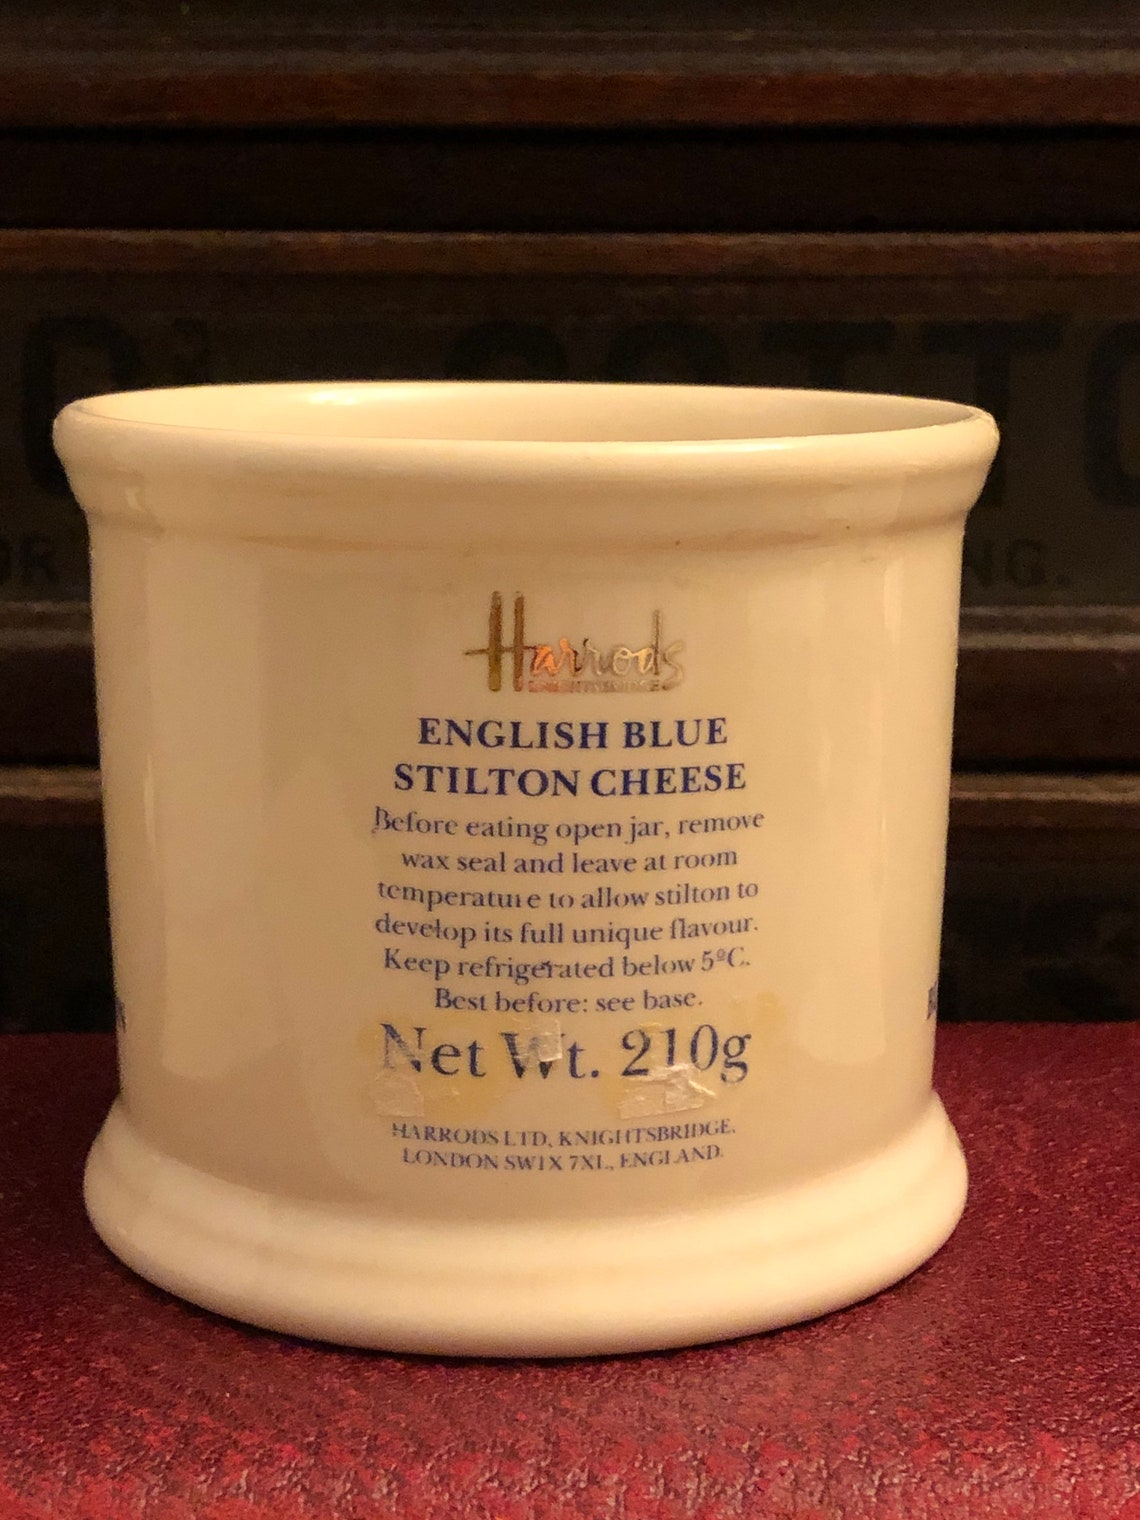 Harrods
KNIGHTSBRIDGE
ENGLISH BLUE
STILTON CHEESE
Before eating open jar, remove
wax seal and leave at room
temperature to allow stilton to
develop its full unique flavour.
Keep refrigerated below 5ºC.
Best before: see base.
Net Wt. 210g
HARRODS LTD, KNIGHTSBRIDGE.
LONDON SW1X 7XL, ENGLAND.